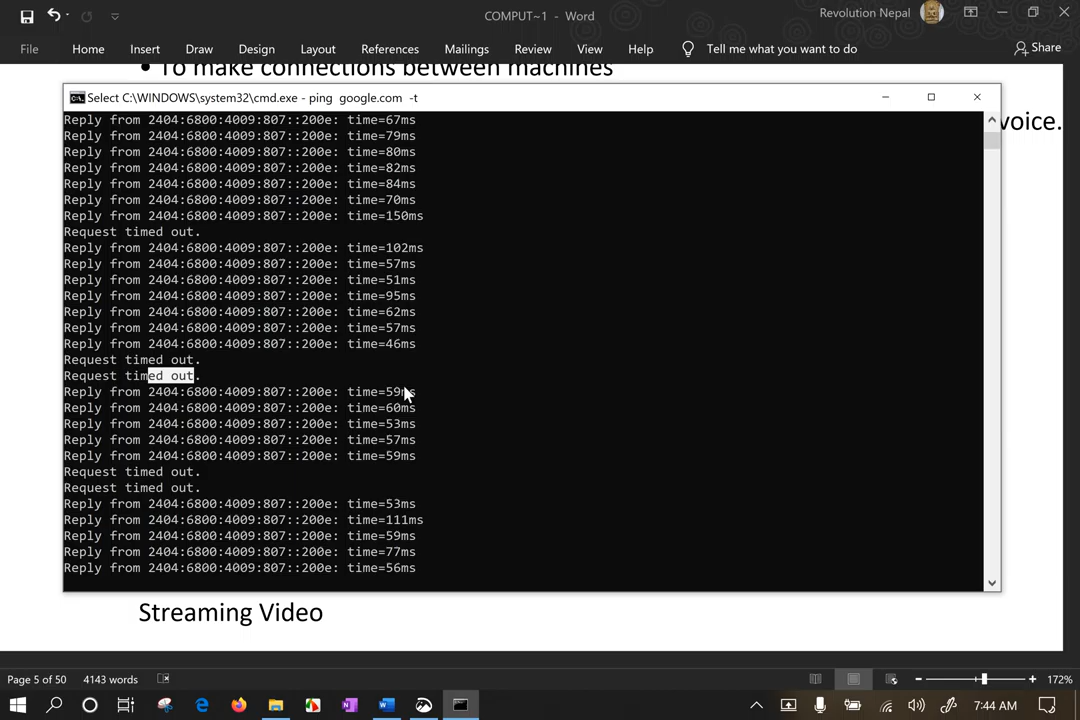 COMPUT~1 - Word
Revolution Nepal
File Home Insert Draw Design Layout References Mailings Review View Help Tell me what you want to do Share
• To make connections between machines
voice.
Select C:\WINDOWS\system32\cmd.exe - ping google.com -t
Reply from 2404:6800:4009:807::200e: time=67ms
Reply from 2404:6800:4009:807::200e: time=79ms
Reply from 2404:6800:4009:807::200e: time=80ms
Reply from 2404:6800:4009:807::200e: time=82ms
Reply from 2404:6800:4009:807::200e: time=84ms
Reply from 2404:6800:4009:807::200e: time=70ms
Reply from 2404:6800:4009:807::200e: time=150ms
Request timed out.
Reply from 2404:6800:4009:807::200e: time=102ms
Reply from 2404:6800:4009:807::200e: time=57ms
Reply from 2404:6800:4009:807::200e: time=51ms
Reply from 2404:6800:4009:807::200e: time=95ms
Reply from 2404:6800:4009:807::200e: time=62ms
Reply from 2404:6800:4009:807::200e: time=57ms
Reply from 2404:6800:4009:807::200e: time=46ms
Request timed out.
Request timed out.
Reply from 2404:6800:4009:807::200e: time=59ms
Reply from 2404:6800:4009:807::200e: time=60ms
Reply from 2404:6800:4009:807::200e: time=53ms
Reply from 2404:6800:4009:807::200e: time=57ms
Reply from 2404:6800:4009:807::200e: time=59ms
Request timed out.
Request timed out.
Reply from 2404:6800:4009:807::200e: time=53ms
Reply from 2404:6800:4009:807::200e: time=111ms
Reply from 2404:6800:4009:807::200e: time=59ms
Reply from 2404:6800:4009:807::200e: time=77ms
Reply from 2404:6800:4009:807::200e: time=56ms
Streaming Video
Page 5 of 50 4143 words 172%
7:44 AM